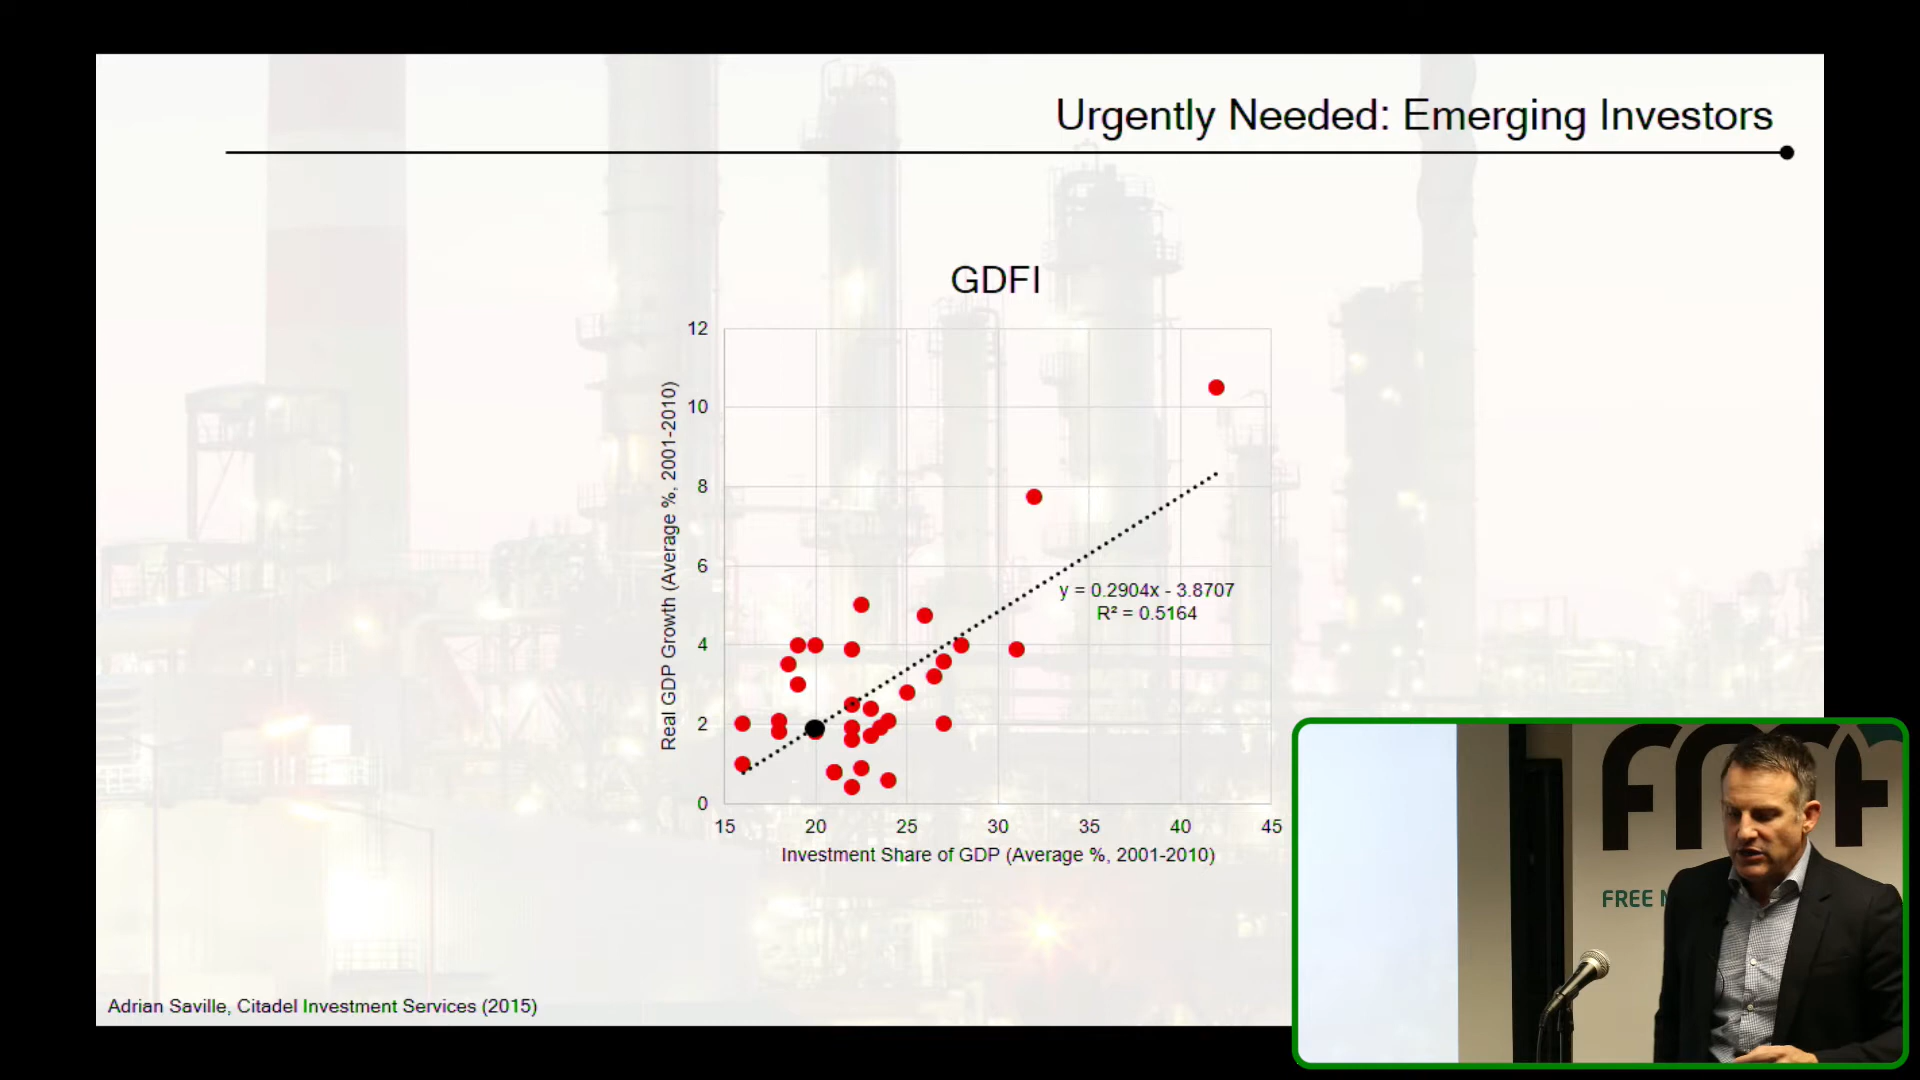 Urgently Needed: Emerging Investors
GDFI
12
10
8
6
4
2
0
Real GDP Growth (Average %, 2001-2010)
y = 0.2904x - 3.8707
R² = 0.5164
15 20 25 30 35 40 45
Investment Share of GDP (Average %, 2001-2010)
Adrian Saville, Citadel Investment Services (2015)
FREE